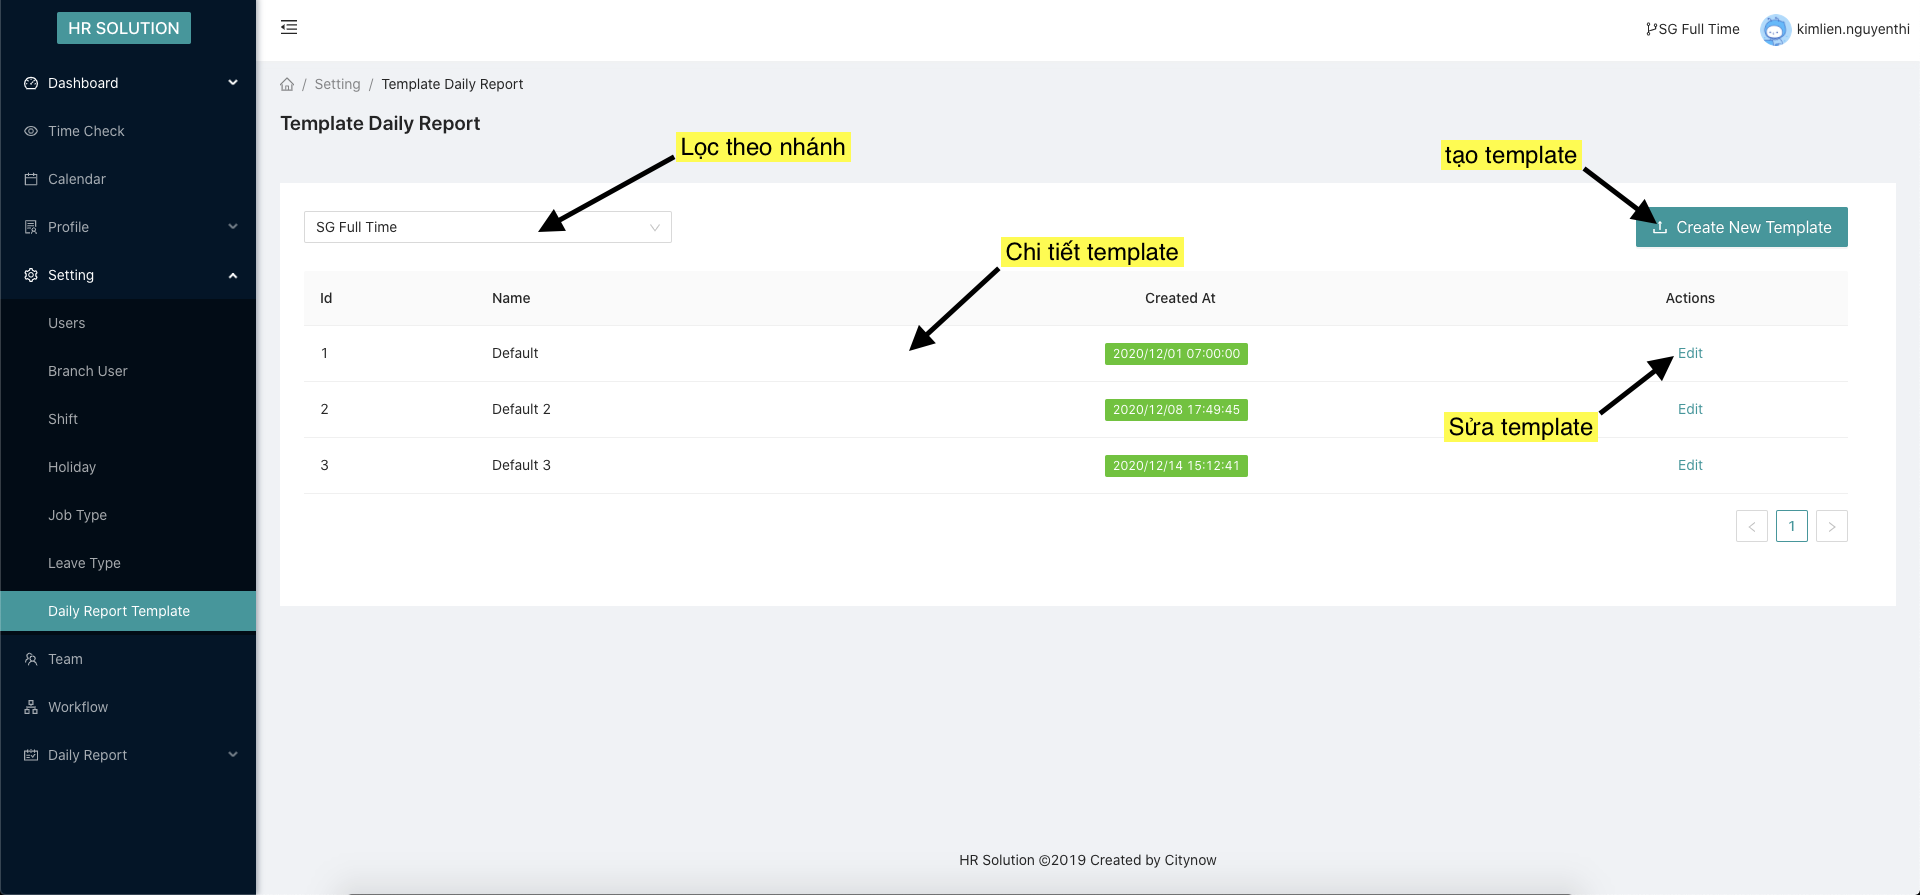 HR SOLUTION
SG Full Time
kimlien.nguyenthi
Dashboard
Time Check
Calendar
Profile
Setting
Users
Branch User
Shift
Holiday
Job Type
Leave Type
Daily Report Template
Team
Workflow
Daily Report
/ Setting / Template Daily Report
Template Daily Report
Lọc theo nhánh
tạo template
SG Full Time
Create New Template
Chi tiết template
Id Name Created At Actions
1 Default 2020/12/01 07:00:00 Edit
2 Default 2 2020/12/08 17:49:45 Edit
Sửa template
3 Default 3 2020/12/14 15:12:41 Edit
< 1 >
HR Solution ©2019 Created by Citynow